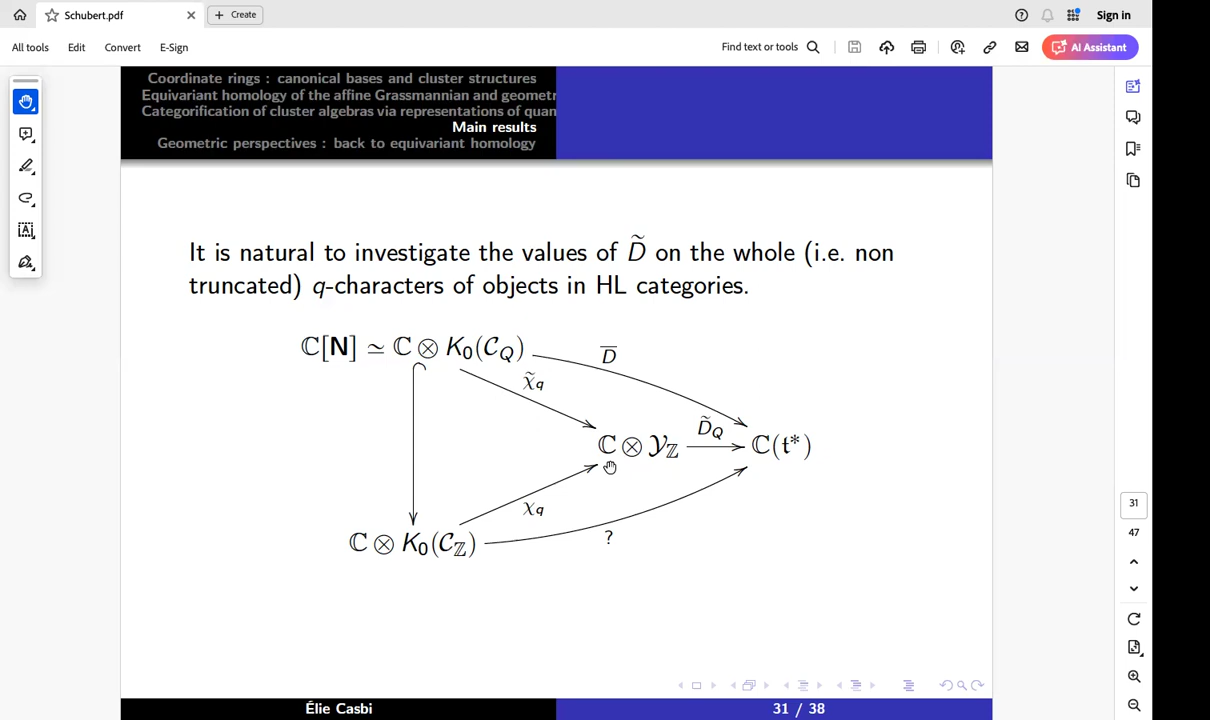 Schubert.pdf
Create
Sign in
All tools Edit Convert E-Sign
Find text or tools
AI Assistant
Coordinate rings : canonical bases and cluster structures
Equivariant homology of the affine Grassmannian and geometr
Categorification of cluster algebras via representations of quan
Main results
Geometric perspectives : back to equivariant homology
It is natural to investigate the values of D̃ on the whole (i.e. non
truncated) q-characters of objects in HL categories.
ℂ[N] ≃ ℂ ⊗ K₀(𝒞_Q)
D̅
χ̃_q
D̃_Q
ℂ ⊗ 𝒴_ℤ
ℂ(𝔱*)
χ_q
?
ℂ ⊗ K₀(𝒞_ℤ)
31
47
Élie Casbi
31 / 38